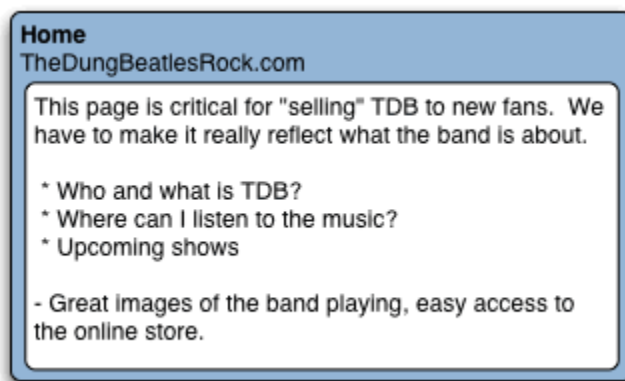 Home
TheDungBeatlesRock.com
This page is critical for "selling" TDB to new fans.  We
have to make it really reflect what the band is about.
* Who and what is TDB?
* Where can I listen to the music?
* Upcoming shows
- Great images of the band playing, easy access to
the online store.